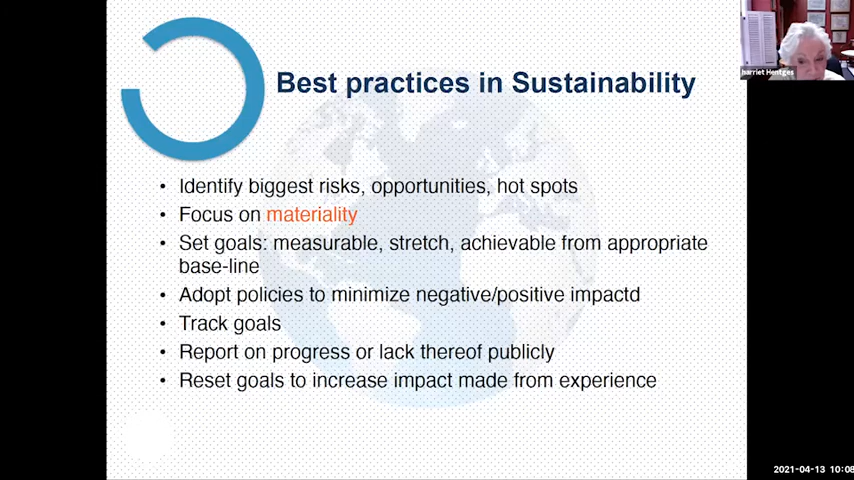 harriet Hentges
Best practices in Sustainability
• Identify biggest risks, opportunities, hot spots
• Focus on materiality
• Set goals: measurable, stretch, achievable from appropriate
base-line
• Adopt policies to minimize negative/positive impactd
• Track goals
• Report on progress or lack thereof publicly
• Reset goals to increase impact made from experience
2021-04-13 10:08